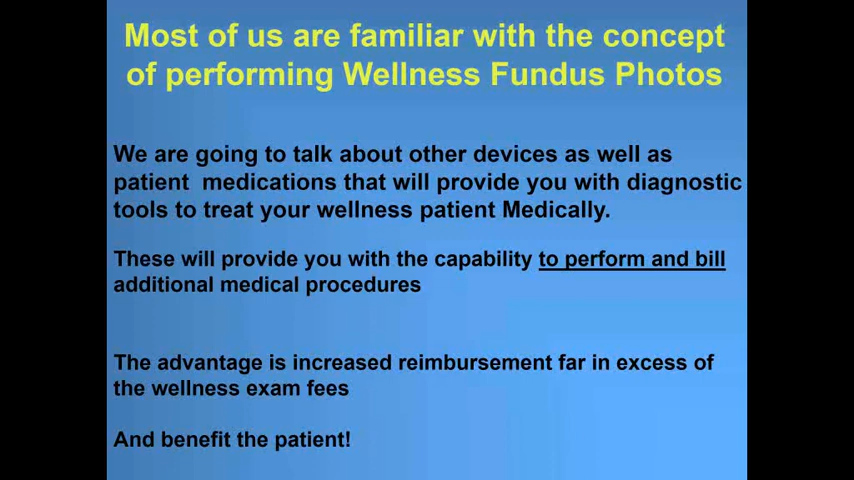 Most of us are familiar with the concept
of performing Wellness Fundus Photos
We are going to talk about other devices as well as
patient  medications that will provide you with diagnostic
tools to treat your wellness patient Medically.
These will provide you with the capability to perform and bill
additional medical procedures
The advantage is increased reimbursement far in excess of
the wellness exam fees
And benefit the patient!